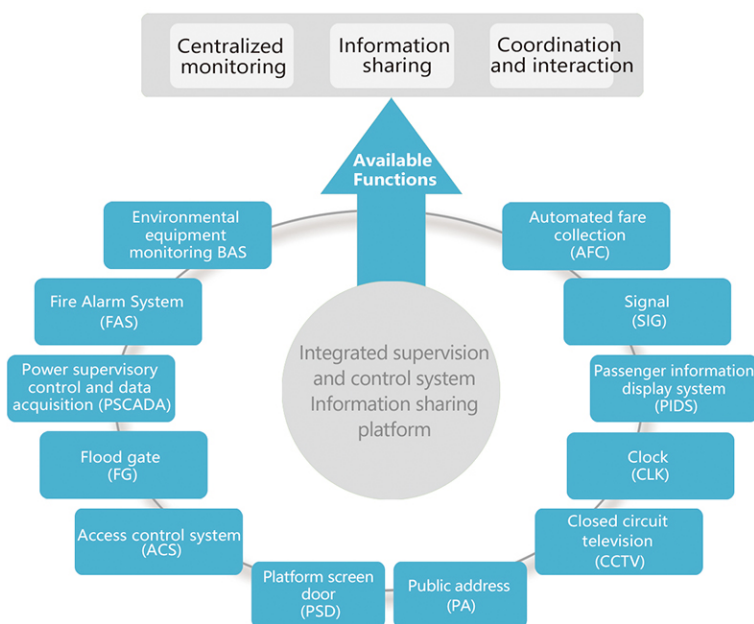 Centralized
monitoring
Information
sharing
Coordination
and interaction
Available
Functions
Environmental
equipment
monitoring BAS
Automated fare
collection
(AFC)
Fire Alarm System
(FAS)
Signal
(SIG)
Power supervisory
control and data
acquisition (PSCADA)
Integrated supervision
and control system
Information sharing
platform
Passenger information
display system
(PIDS)
Flood gate
(FG)
Clock
(CLK)
Access control system
(ACS)
Closed circuit
television
(CCTV)
Platform screen
door
(PSD)
Public address
(PA)